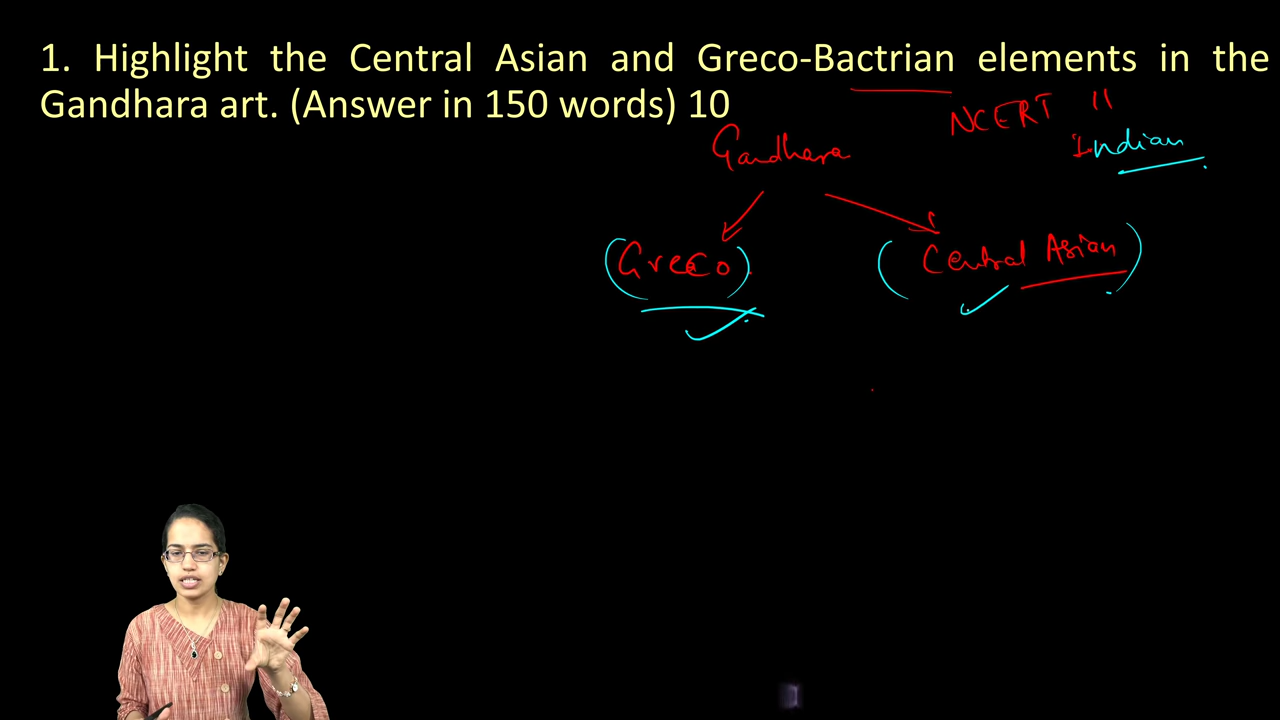 1. Highlight the Central Asian and Greco-Bactrian elements in the
Gandhara art. (Answer in 150 words) 10
NCERT 11
Indian
Gandhara
Greco
Central Asian